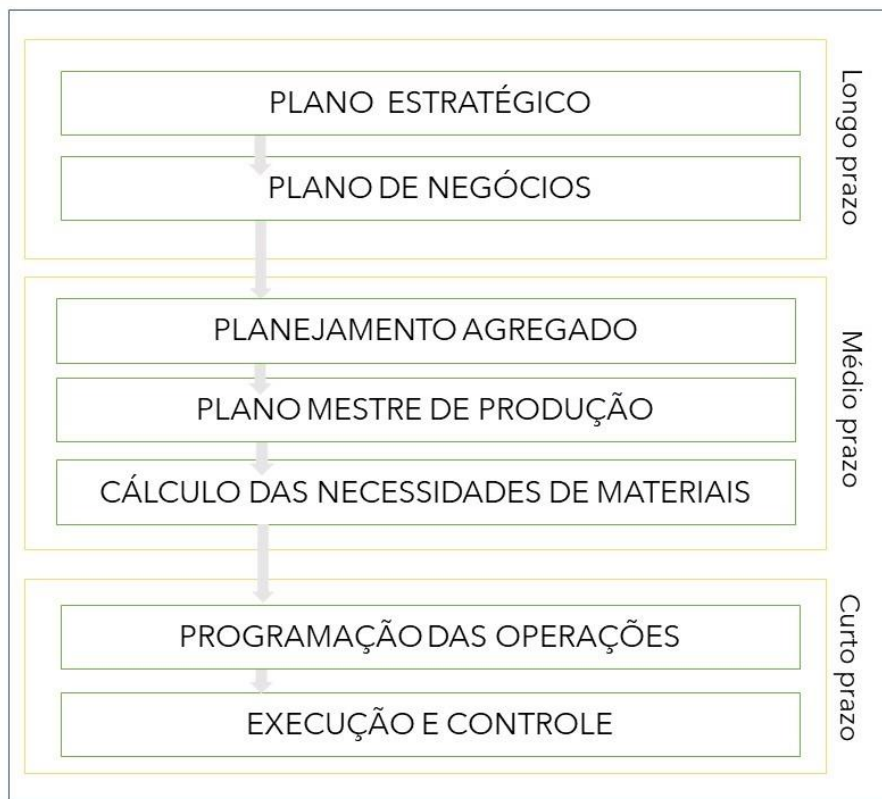 PLANO ESTRATÉGICO
PLANO DE NEGÓCIOS
Longo prazo
PLANEJAMENTO AGREGADO
PLANO MESTRE DE PRODUÇÃO
CÁLCULO DAS NECESSIDADES DE MATERIAIS
Médio prazo
PROGRAMAÇÃO DAS OPERAÇÕES
EXECUÇÃO E CONTROLE
Curto prazo